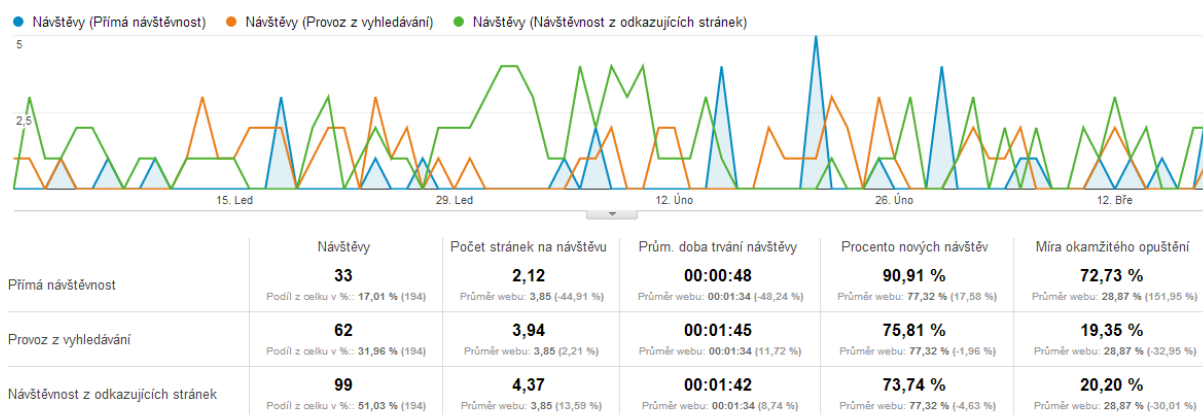 Návštěvy (Přímá návštěvnost) Návštěvy (Provoz z vyhledávání) Návštěvy (Návštěvnost z odkazujících stránek)
5
2,5
15. Led 29. Led 12. Úno 26. Úno 12. Bře
Návštěvy Počet stránek na návštěvu Prům. doba trvání návštěvy Procento nových návštěv Míra okamžitého opuštění
Přímá návštěvnost 33 2,12 00:00:48 90,91 % 72,73 %
Podíl z celku v %:: 17,01 % (194) Průměr webu: 3,85 (-44,91 %) Průměr webu: 00:01:34 (-48,24 %) Průměr webu: 77,32 % (17,58 %) Průměr webu: 28,87 % (151,95 %)
Provoz z vyhledávání 62 3,94 00:01:45 75,81 % 19,35 %
Podíl z celku v %:: 31,96 % (194) Průměr webu: 3,85 (2,21 %) Průměr webu: 00:01:34 (11,72 %) Průměr webu: 77,32 % (-1,96 %) Průměr webu: 28,87 % (-32,95 %)
Návštěvnost z odkazujících stránek 99 4,37 00:01:42 73,74 % 20,20 %
Podíl z celku v %:: 51,03 % (194) Průměr webu: 3,85 (13,59 %) Průměr webu: 00:01:34 (8,74 %) Průměr webu: 77,32 % (-4,63 %) Průměr webu: 28,87 % (-30,01 %)